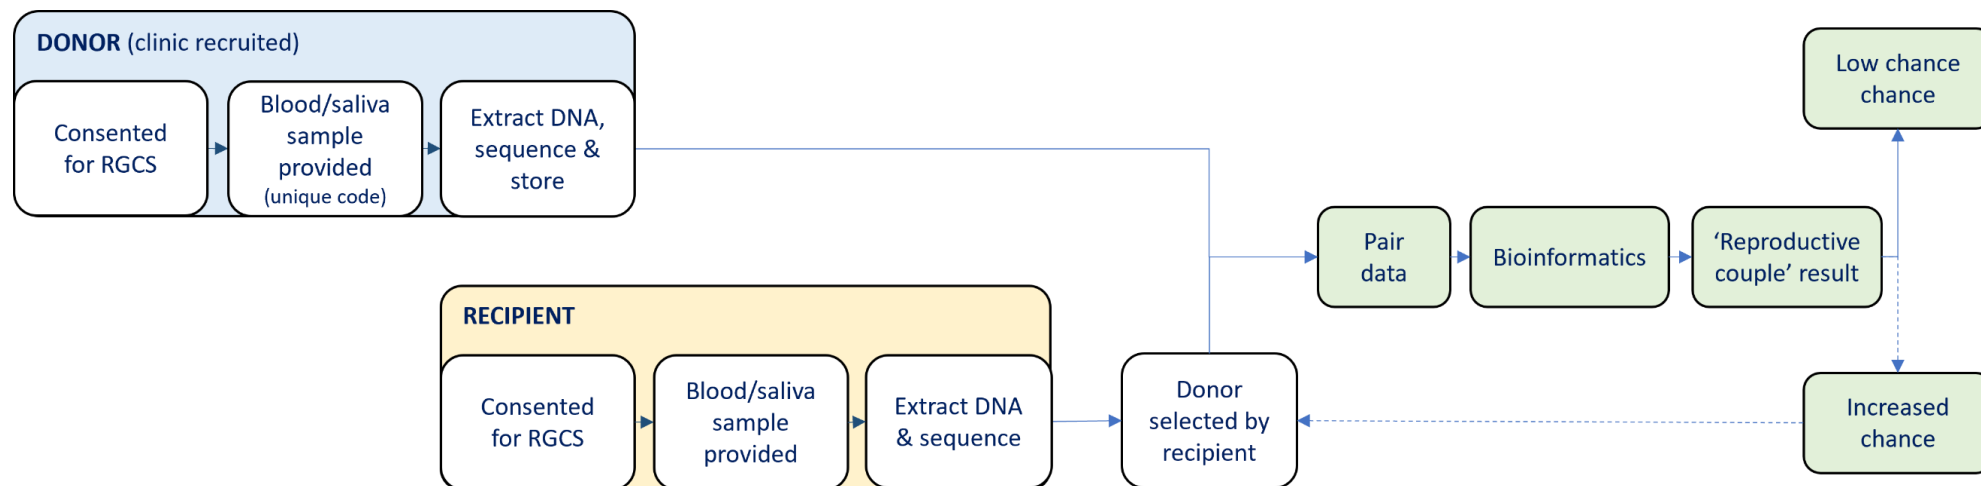 DONOR (clinic recruited)
Consented
for RGCS
Blood/saliva
sample
provided
(unique code)
Extract DNA,
sequence &
store
RECIPIENT
Consented
for RGCS
Blood/saliva
sample
provided
Extract DNA
& sequence
Donor
selected by
recipient
Pair
data
Bioinformatics
‘Reproductive
couple’ result
Low chance
chance
Increased
chance